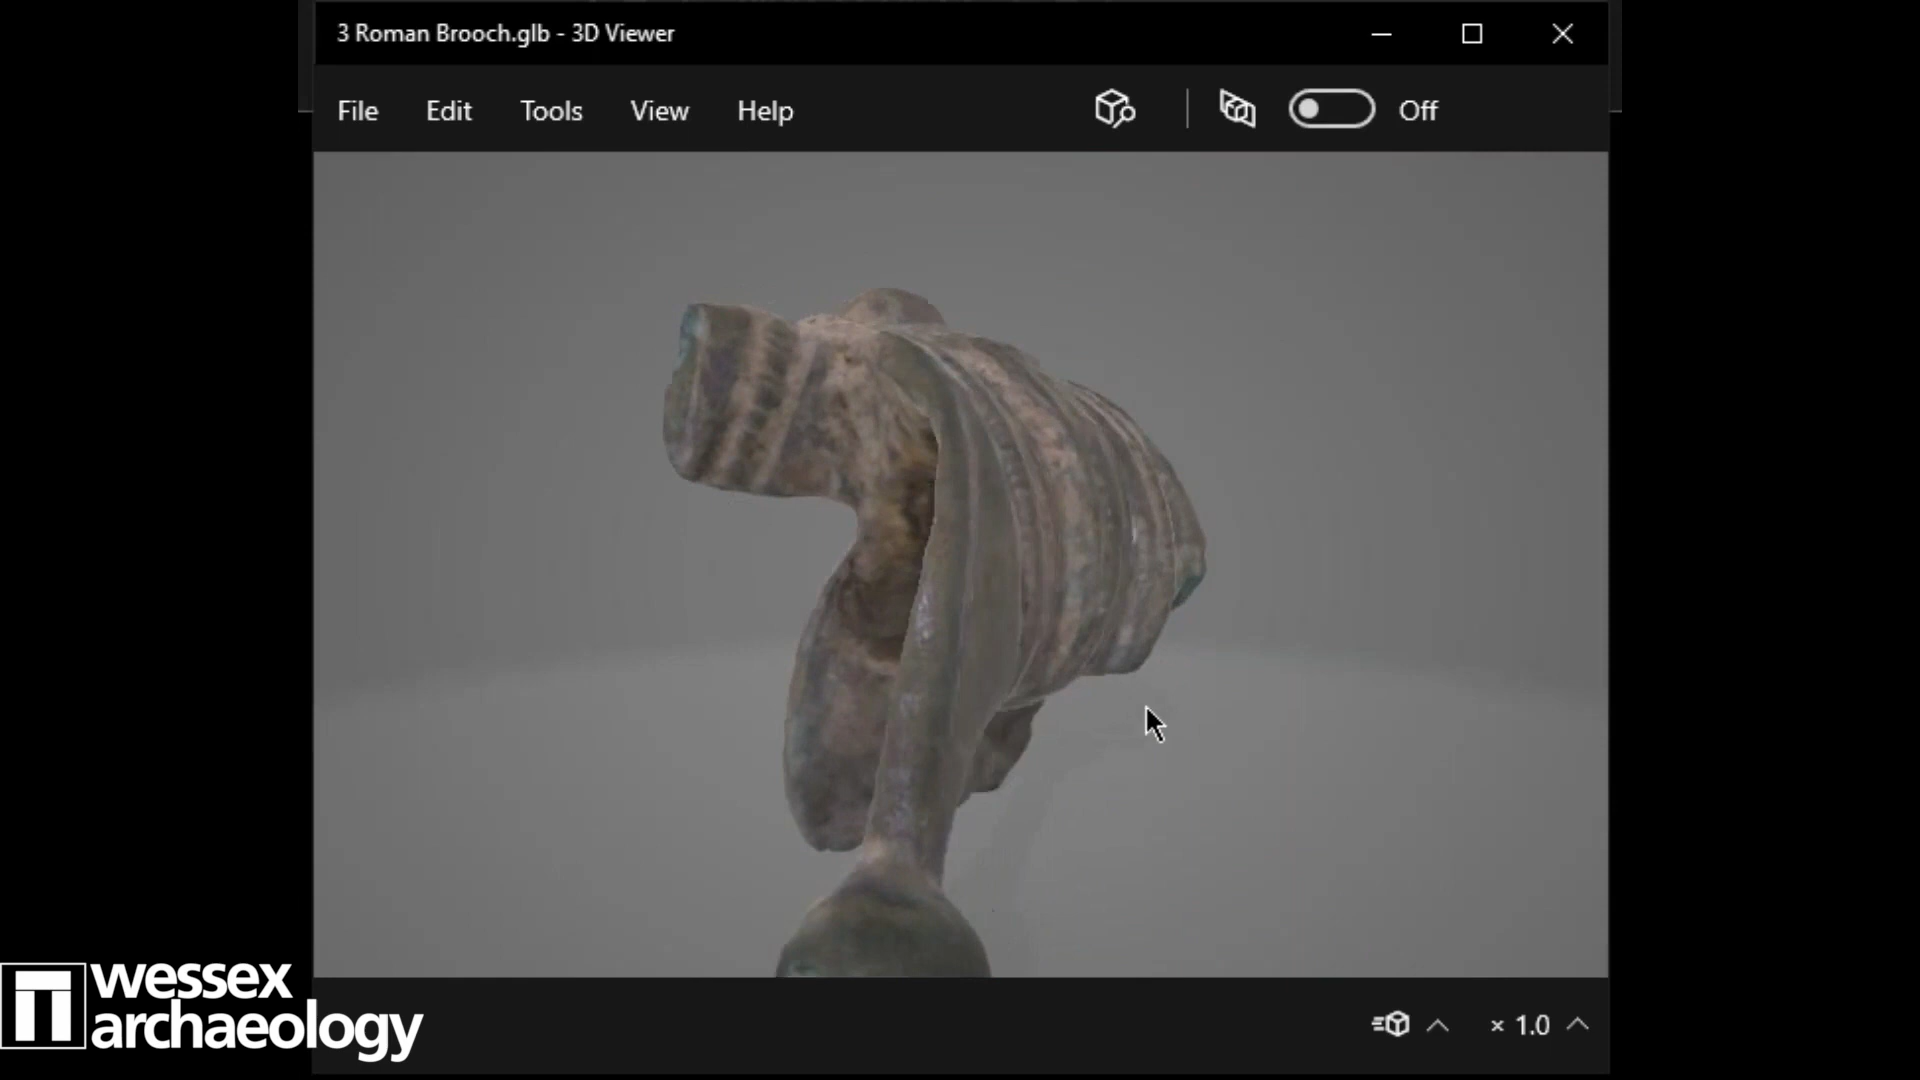 3 Roman Brooch.glb - 3D Viewer
File Edit Tools View Help Off
wessex
archaeology
× 1.0